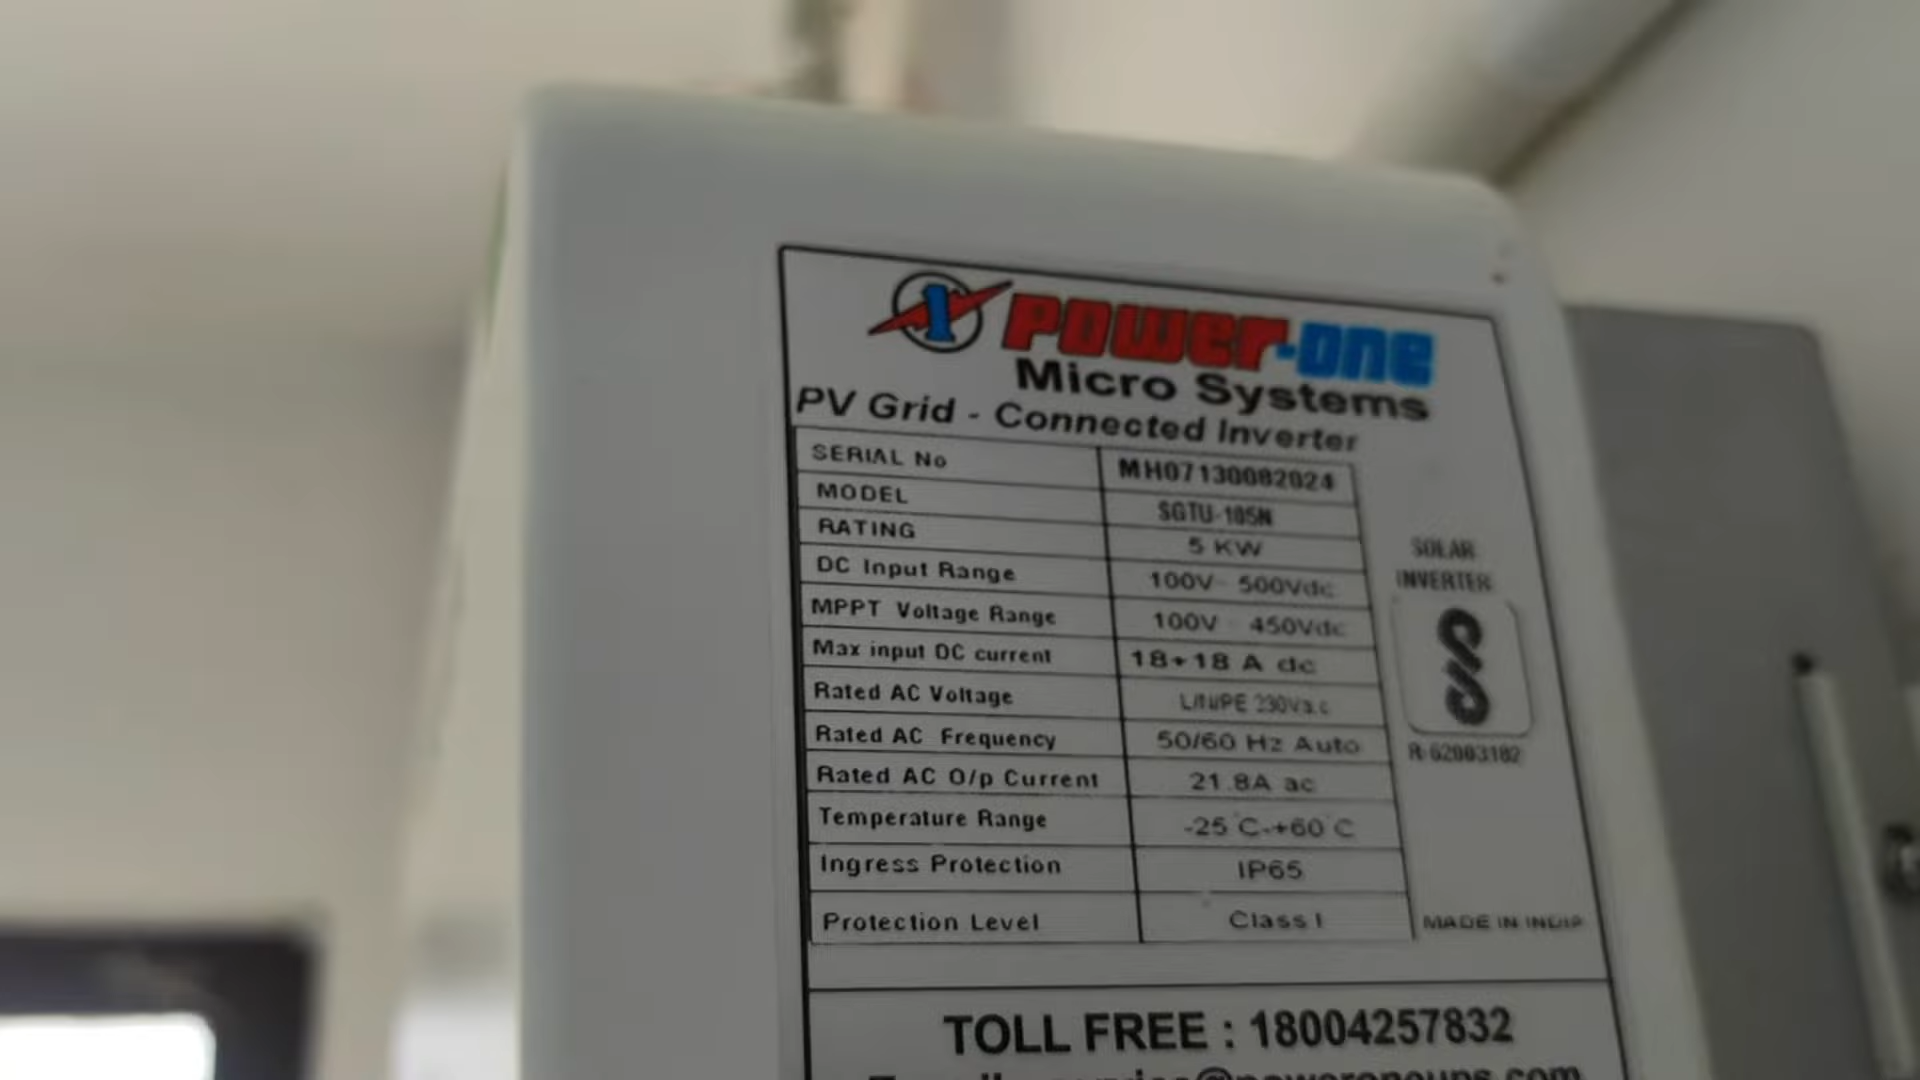 1 POWER-ONE
Micro Systems
PV Grid - Connected Inverter
SERIAL No MH07130082024
MODEL SGTU-105N
RATING 5 KW
DC Input Range 100V- 500Vdc
MPPT Voltage Range 100V - 450Vdc
Max input DC current 18+18 A dc
Rated AC Voltage L/N/PE 230Va.c
Rated AC Frequency 50/60 Hz Auto
Rated AC O/p Current 21.8A ac
Temperature Range -25°C-+60°C
Ingress Protection IP65
Protection Level Class I
SOLAR
INVERTER
R-62003182
MADE IN INDIA
TOLL FREE : 18004257832